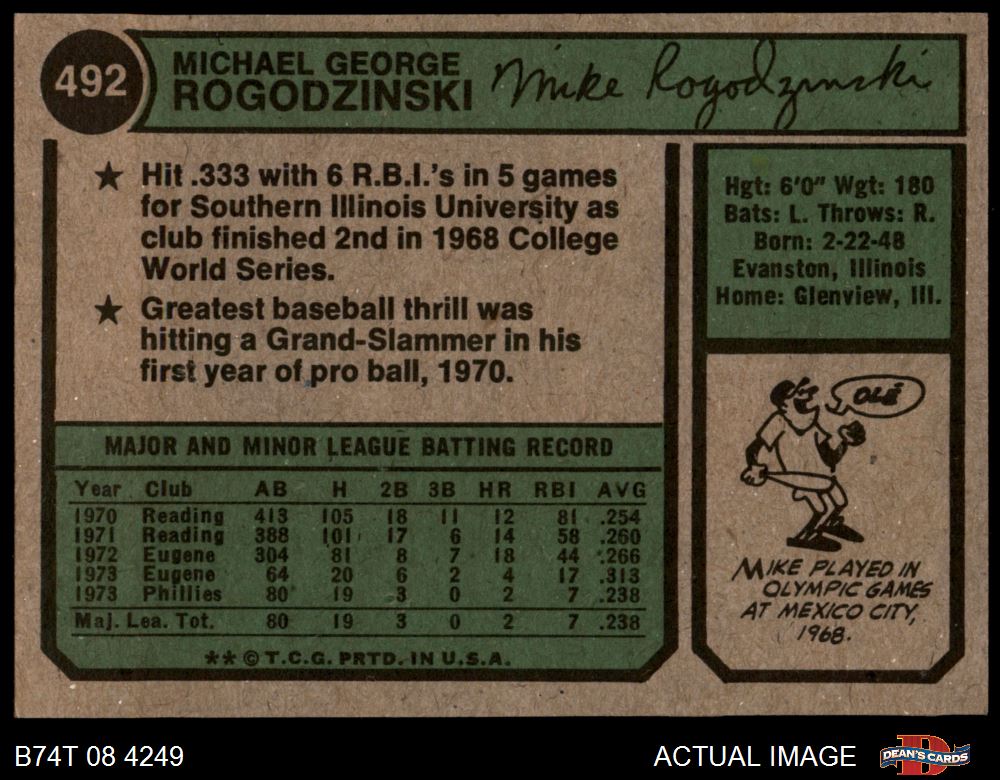 492
MICHAEL GEORGE
ROGODZINSKI
Mike Rogodzinski
★ Hit .333 with 6 R.B.I.'s in 5 games
for Southern Illinois University as
club finished 2nd in 1968 College
World Series.
★ Greatest baseball thrill was
hitting a Grand-Slammer in his
first year of pro ball, 1970.
Hgt: 6'0" Wgt: 180
Bats: L. Throws: R.
Born: 2-22-48
Evanston, Illinois
Home: Glenview, Ill.
MAJOR AND MINOR LEAGUE BATTING RECORD
Year Club AB H 2B 3B HR RBI AVG
1970 Reading 413 105 18 11 12 81 .254
1971 Reading 388 101 17 6 14 58 .260
1972 Eugene 304 81 8 7 18 44 .266
1973 Eugene 64 20 6 2 4 17 .313
1973 Phillies 80 19 3 0 2 7 .238
Maj. Lea. Tot. 80 19 3 0 2 7 .238
** © T.C.G. PRTD. IN U.S.A.
OLÉ
MIKE PLAYED IN
OLYMPIC GAMES
AT MEXICO CITY,
1968.
B74T 08 4249
ACTUAL IMAGE
DEAN'S CARDS